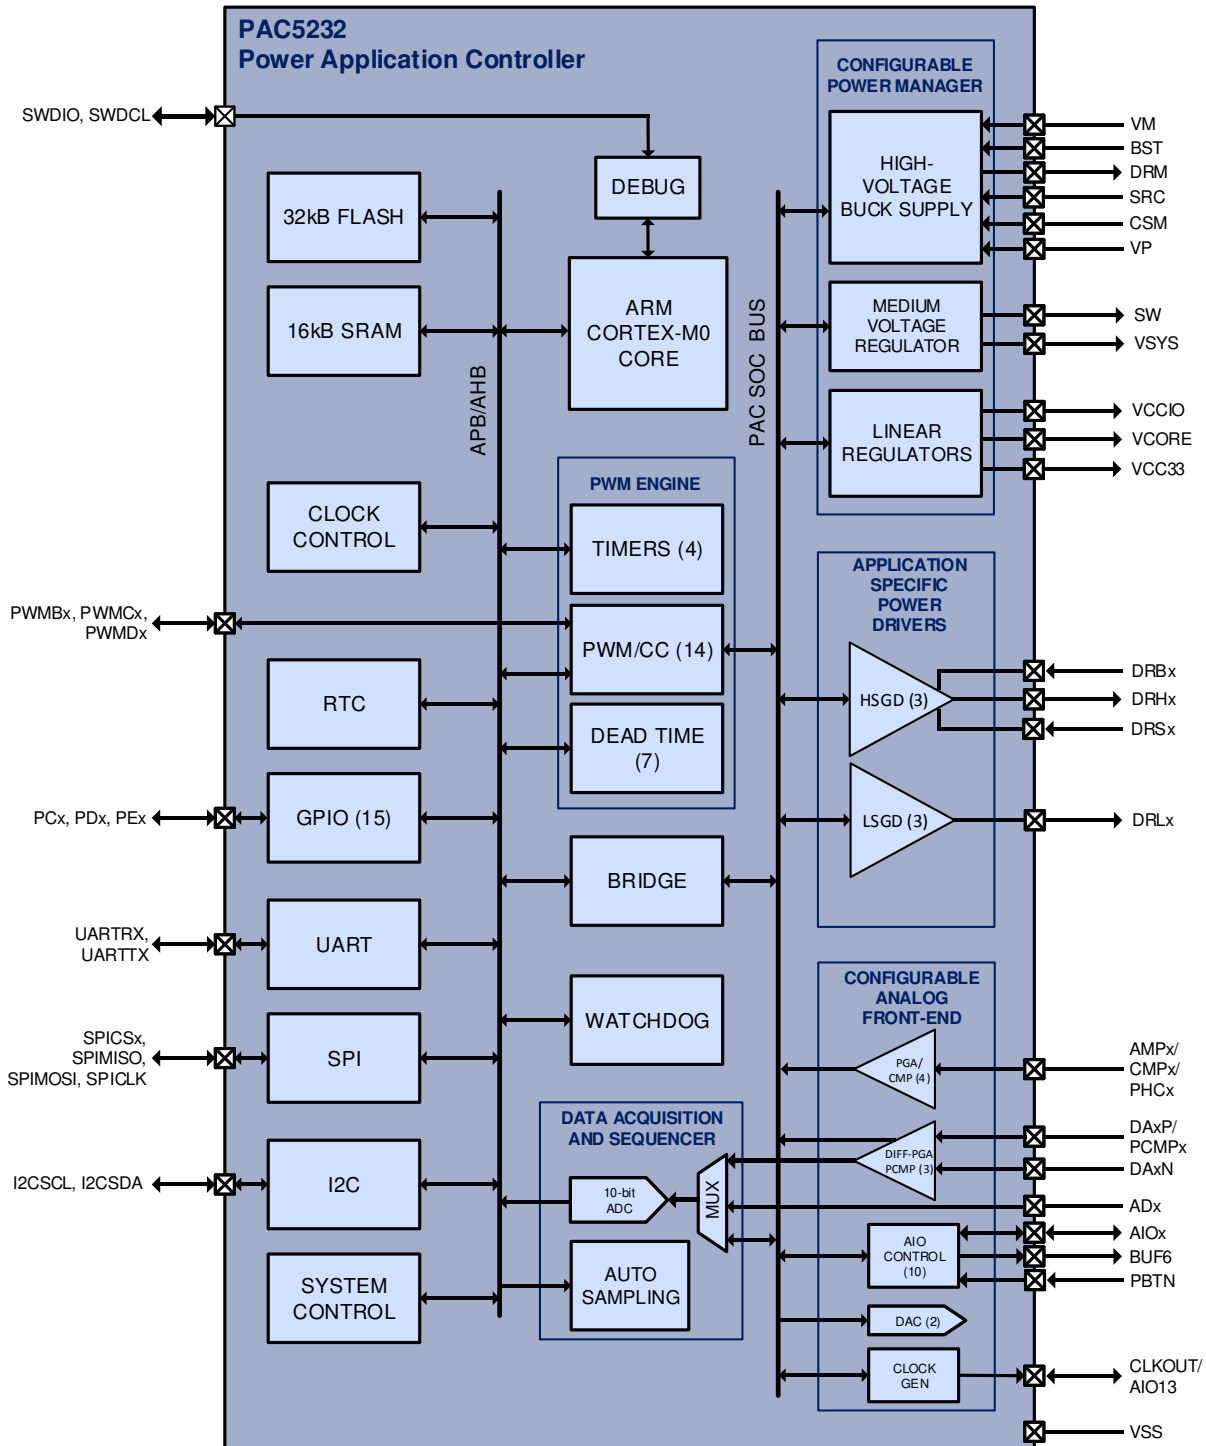 PAC5232
Power Application Controller
SWDIO, SWDCL
32kB FLASH
16kB SRAM
APB/AHB
DEBUG
ARM
CORTEX-M0
CORE
PAC SOC BUS
CONFIGURABLE
POWER MANAGER
HIGH-
VOLTAGE
BUCK SUPPLY
VM
BST
DRM
SRC
CSM
VP
MEDIUM
VOLTAGE
REGULATOR
SW
VSYS
LINEAR
REGULATORS
VCCIO
VCORE
VCC33
CLOCK
CONTROL
PWM ENGINE
TIMERS (4)
PWM/CC (14)
DEAD TIME
(7)
PWMBx, PWMCx,
PWMDx
RTC
PCx, PDx, PEx
GPIO (15)
APPLICATION
SPECIFIC
POWER
DRIVERS
HSGD (3)
DRBx
DRHx
DRSx
LSGD (3)
DRLx
BRIDGE
UARTRX,
UARTTX
UART
WATCHDOG
SPICSx,
SPIMISO,
SPIMOSI, SPICLK
SPI
I2CSCL, I2CSDA
I2C
SYSTEM
CONTROL
DATA ACQUISITION
AND SEQUENCER
10-bit
ADC
MUX
AUTO
SAMPLING
CONFIGURABLE
ANALOG
FRONT-END
PGA/
CMP (4)
AMPx/
CMPx/
PHCx
DIFF-PGA
PCMP (3)
DAxP/
PCMPx
DAxN
ADx
AIO
CONTROL
(10)
AIOx
BUF6
PBTN
DAC (2)
CLOCK
GEN
CLKOUT/
AIO13
VSS